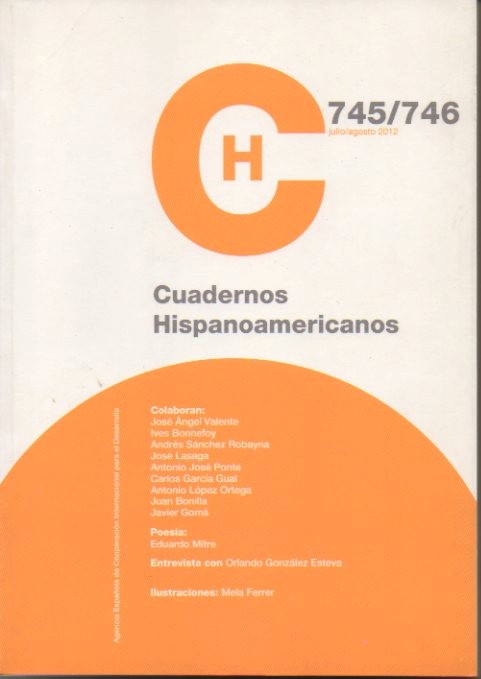 745/746
julio/agosto 2012
C
H
Cuadernos
Hispanoamericanos
Colaboran:
José Ángel Valente
Ives Bonnefoy
Andrés Sánchez Robayna
José Lasaga
Antonio José Ponte
Carlos García Gual
Antonio López Ortega
Juan Bonilla
Javier Gomá
Poesía:
Eduardo Mitre
Entrevista con Orlando González Esteva
Ilustraciones: Mela Ferrer
Agencia Española de Cooperación Internacional para el Desarrollo